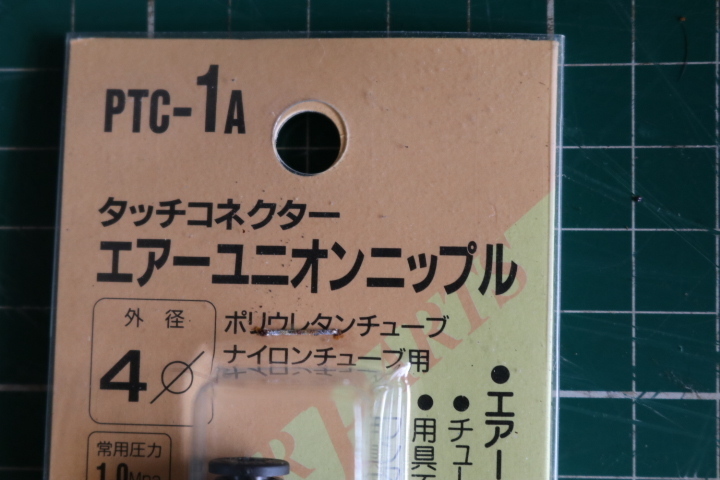 PTC-1A
タッチコネクター
エアーユニオンニップル
外 径
4∅
ポリウレタンチューブ
ナイロンチューブ用
常用圧力
1.0MPa
●エアー
●チュー
●用具